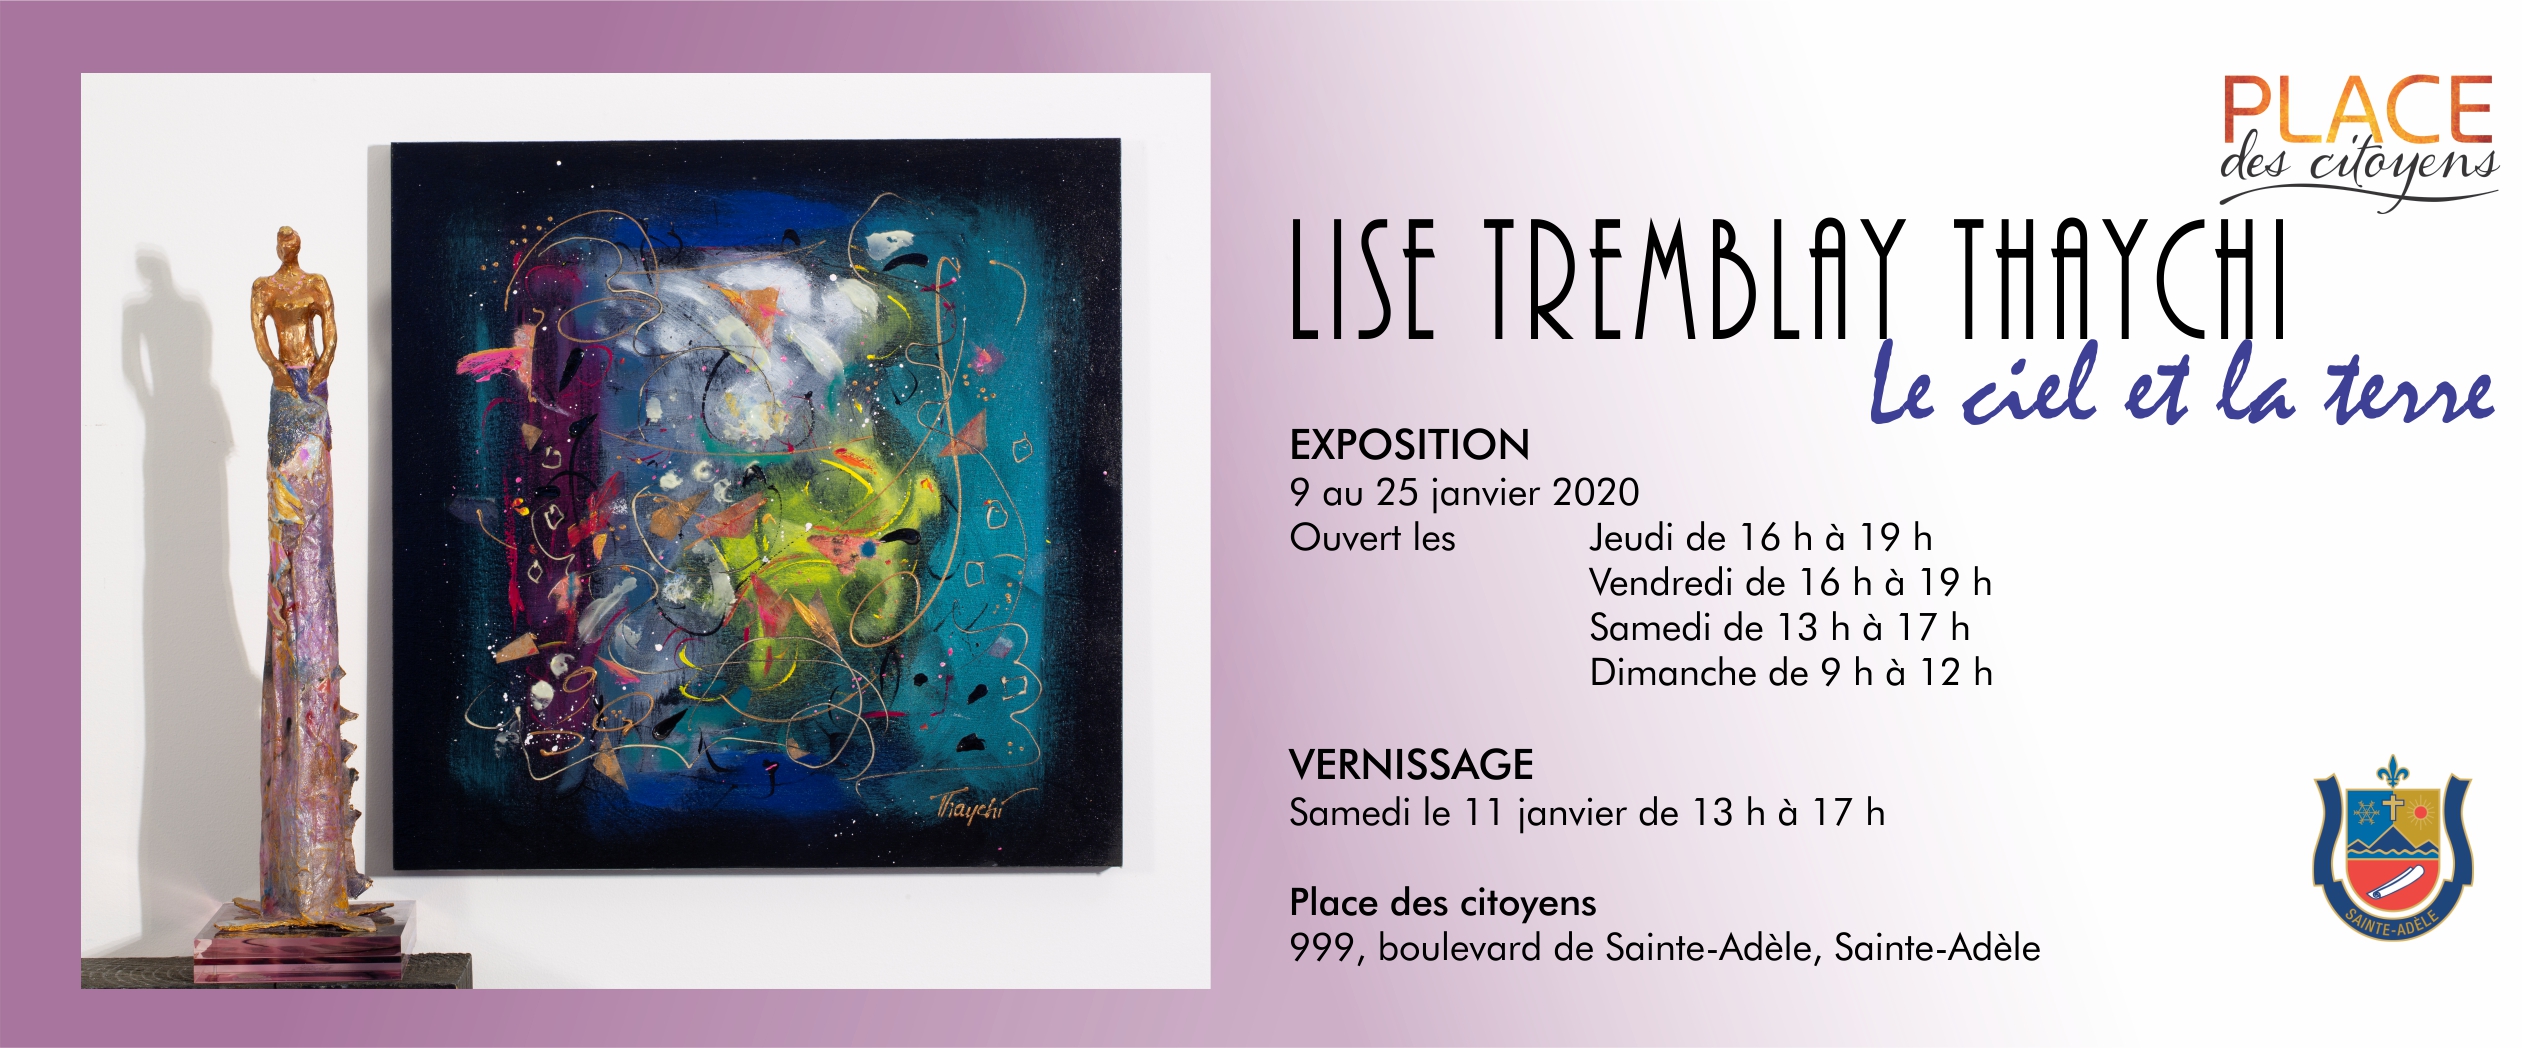 PLACE
des citoyens
LISE TREMBLAY THAYCHI
Le ciel et la terre
EXPOSITION
9 au 25 janvier 2020
Ouvert les Jeudi de 16 h à 19 h
Vendredi de 16 h à 19 h
Samedi de 13 h à 17 h
Dimanche de 9 h à 12 h
VERNISSAGE
Samedi le 11 janvier de 13 h à 17 h
Place des citoyens
999, boulevard de Sainte-Adèle, Sainte-Adèle
Thaychi
SAINTE-ADÈLE